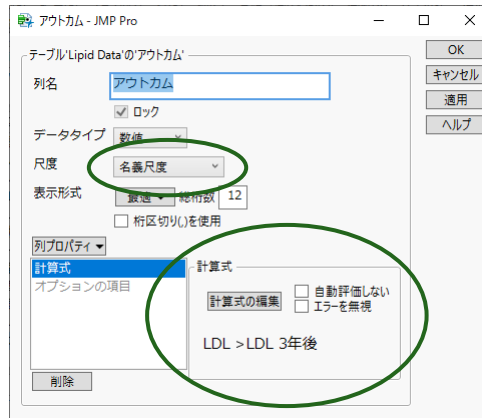 アウトカム - JMP Pro
テーブル'Lipid Data'の'アウトカム'
OK
列名 アウトカム
キャンセル
ロック
適用
データタイプ 数値
ヘルプ
尺度 名義尺度
表示形式 最適 総桁数 12
桁区切り(,)を使用
列プロパティ
計算式
オプションの項目
計算式
計算式の編集
自動評価しない
エラーを無視
LDL >LDL 3年後
削除